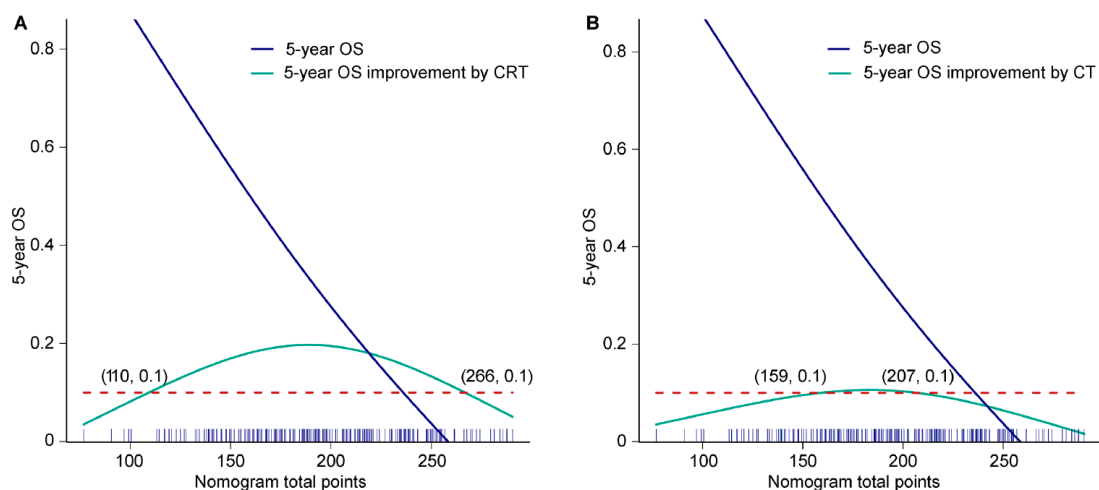 A
5-year OS
5-year OS improvement by CRT
0.8
0.6
0.4
0.2
0
5-year OS
(110, 0.1)
(266, 0.1)
100
150
200
250
Nomogram total points
B
5-year OS
5-year OS improvement by CT
0.8
0.6
0.4
0.2
0
5-year OS
(159, 0.1)
(207, 0.1)
100
150
200
250
Nomogram total points